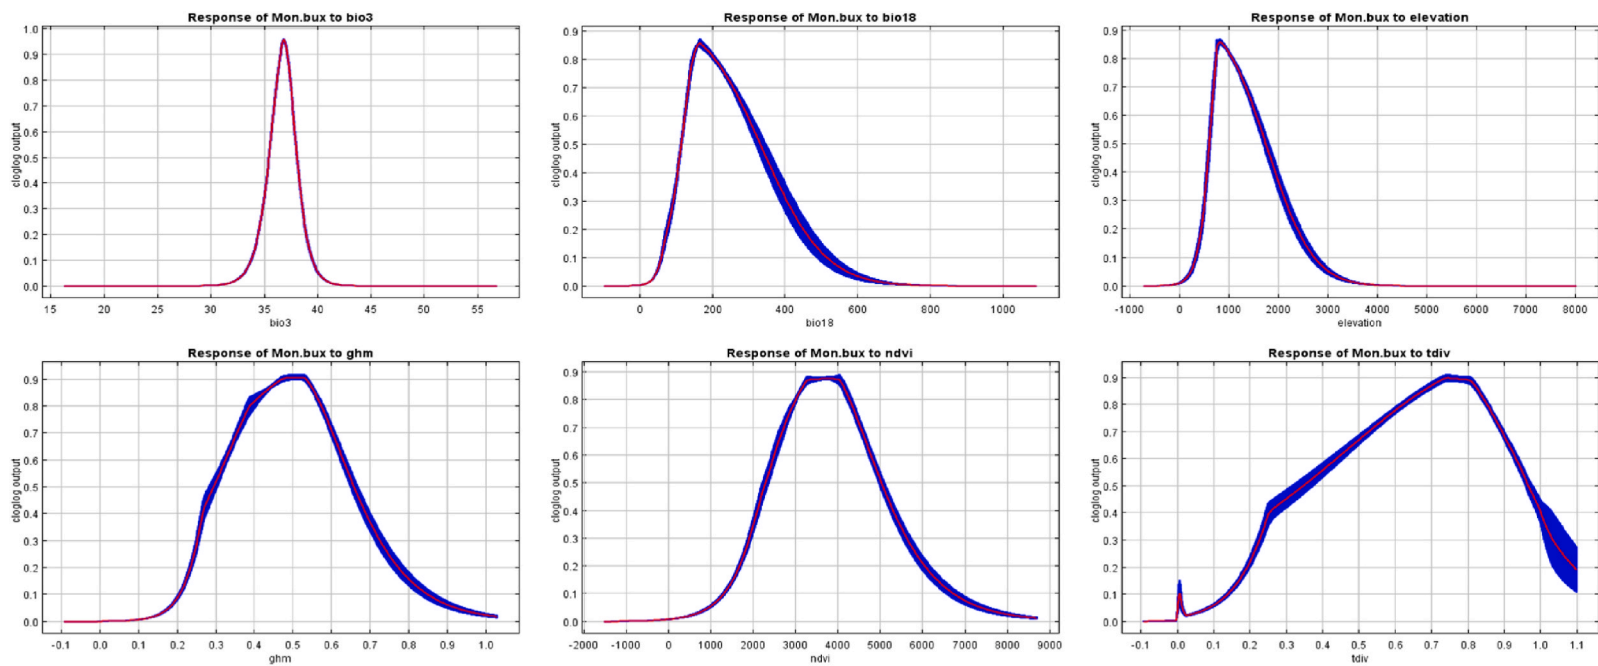 Response of Mon.bux to bio3
1.0
0.9
0.8
0.7
0.6
0.5
0.4
0.3
0.2
0.1
0.0
cloglog output
15 20 25 30 35 40 45 50 55
bio3
Response of Mon.bux to bio18
0.9
0.8
0.7
0.6
0.5
0.4
0.3
0.2
0.1
0.0
cloglog output
0 200 400 600 800 1000
bio18
Response of Mon.bux to elevation
0.9
0.8
0.7
0.6
0.5
0.4
0.3
0.2
0.1
0.0
cloglog output
-1000 0 1000 2000 3000 4000 5000 6000 7000 8000
elevation
Response of Mon.bux to ghm
0.9
0.8
0.7
0.6
0.5
0.4
0.3
0.2
0.1
0.0
cloglog output
-0.1 0.0 0.1 0.2 0.3 0.4 0.5 0.6 0.7 0.8 0.9 1.0
ghm
Response of Mon.bux to ndvi
0.9
0.8
0.7
0.6
0.5
0.4
0.3
0.2
0.1
0.0
cloglog output
-2000 -1000 0 1000 2000 3000 4000 5000 6000 7000 8000 9000
ndvi
Response of Mon.bux to tdiv
0.9
0.8
0.7
0.6
0.5
0.4
0.3
0.2
0.1
0.0
cloglog output
-0.1 0.0 0.1 0.2 0.3 0.4 0.5 0.6 0.7 0.8 0.9 1.0 1.1
tdiv